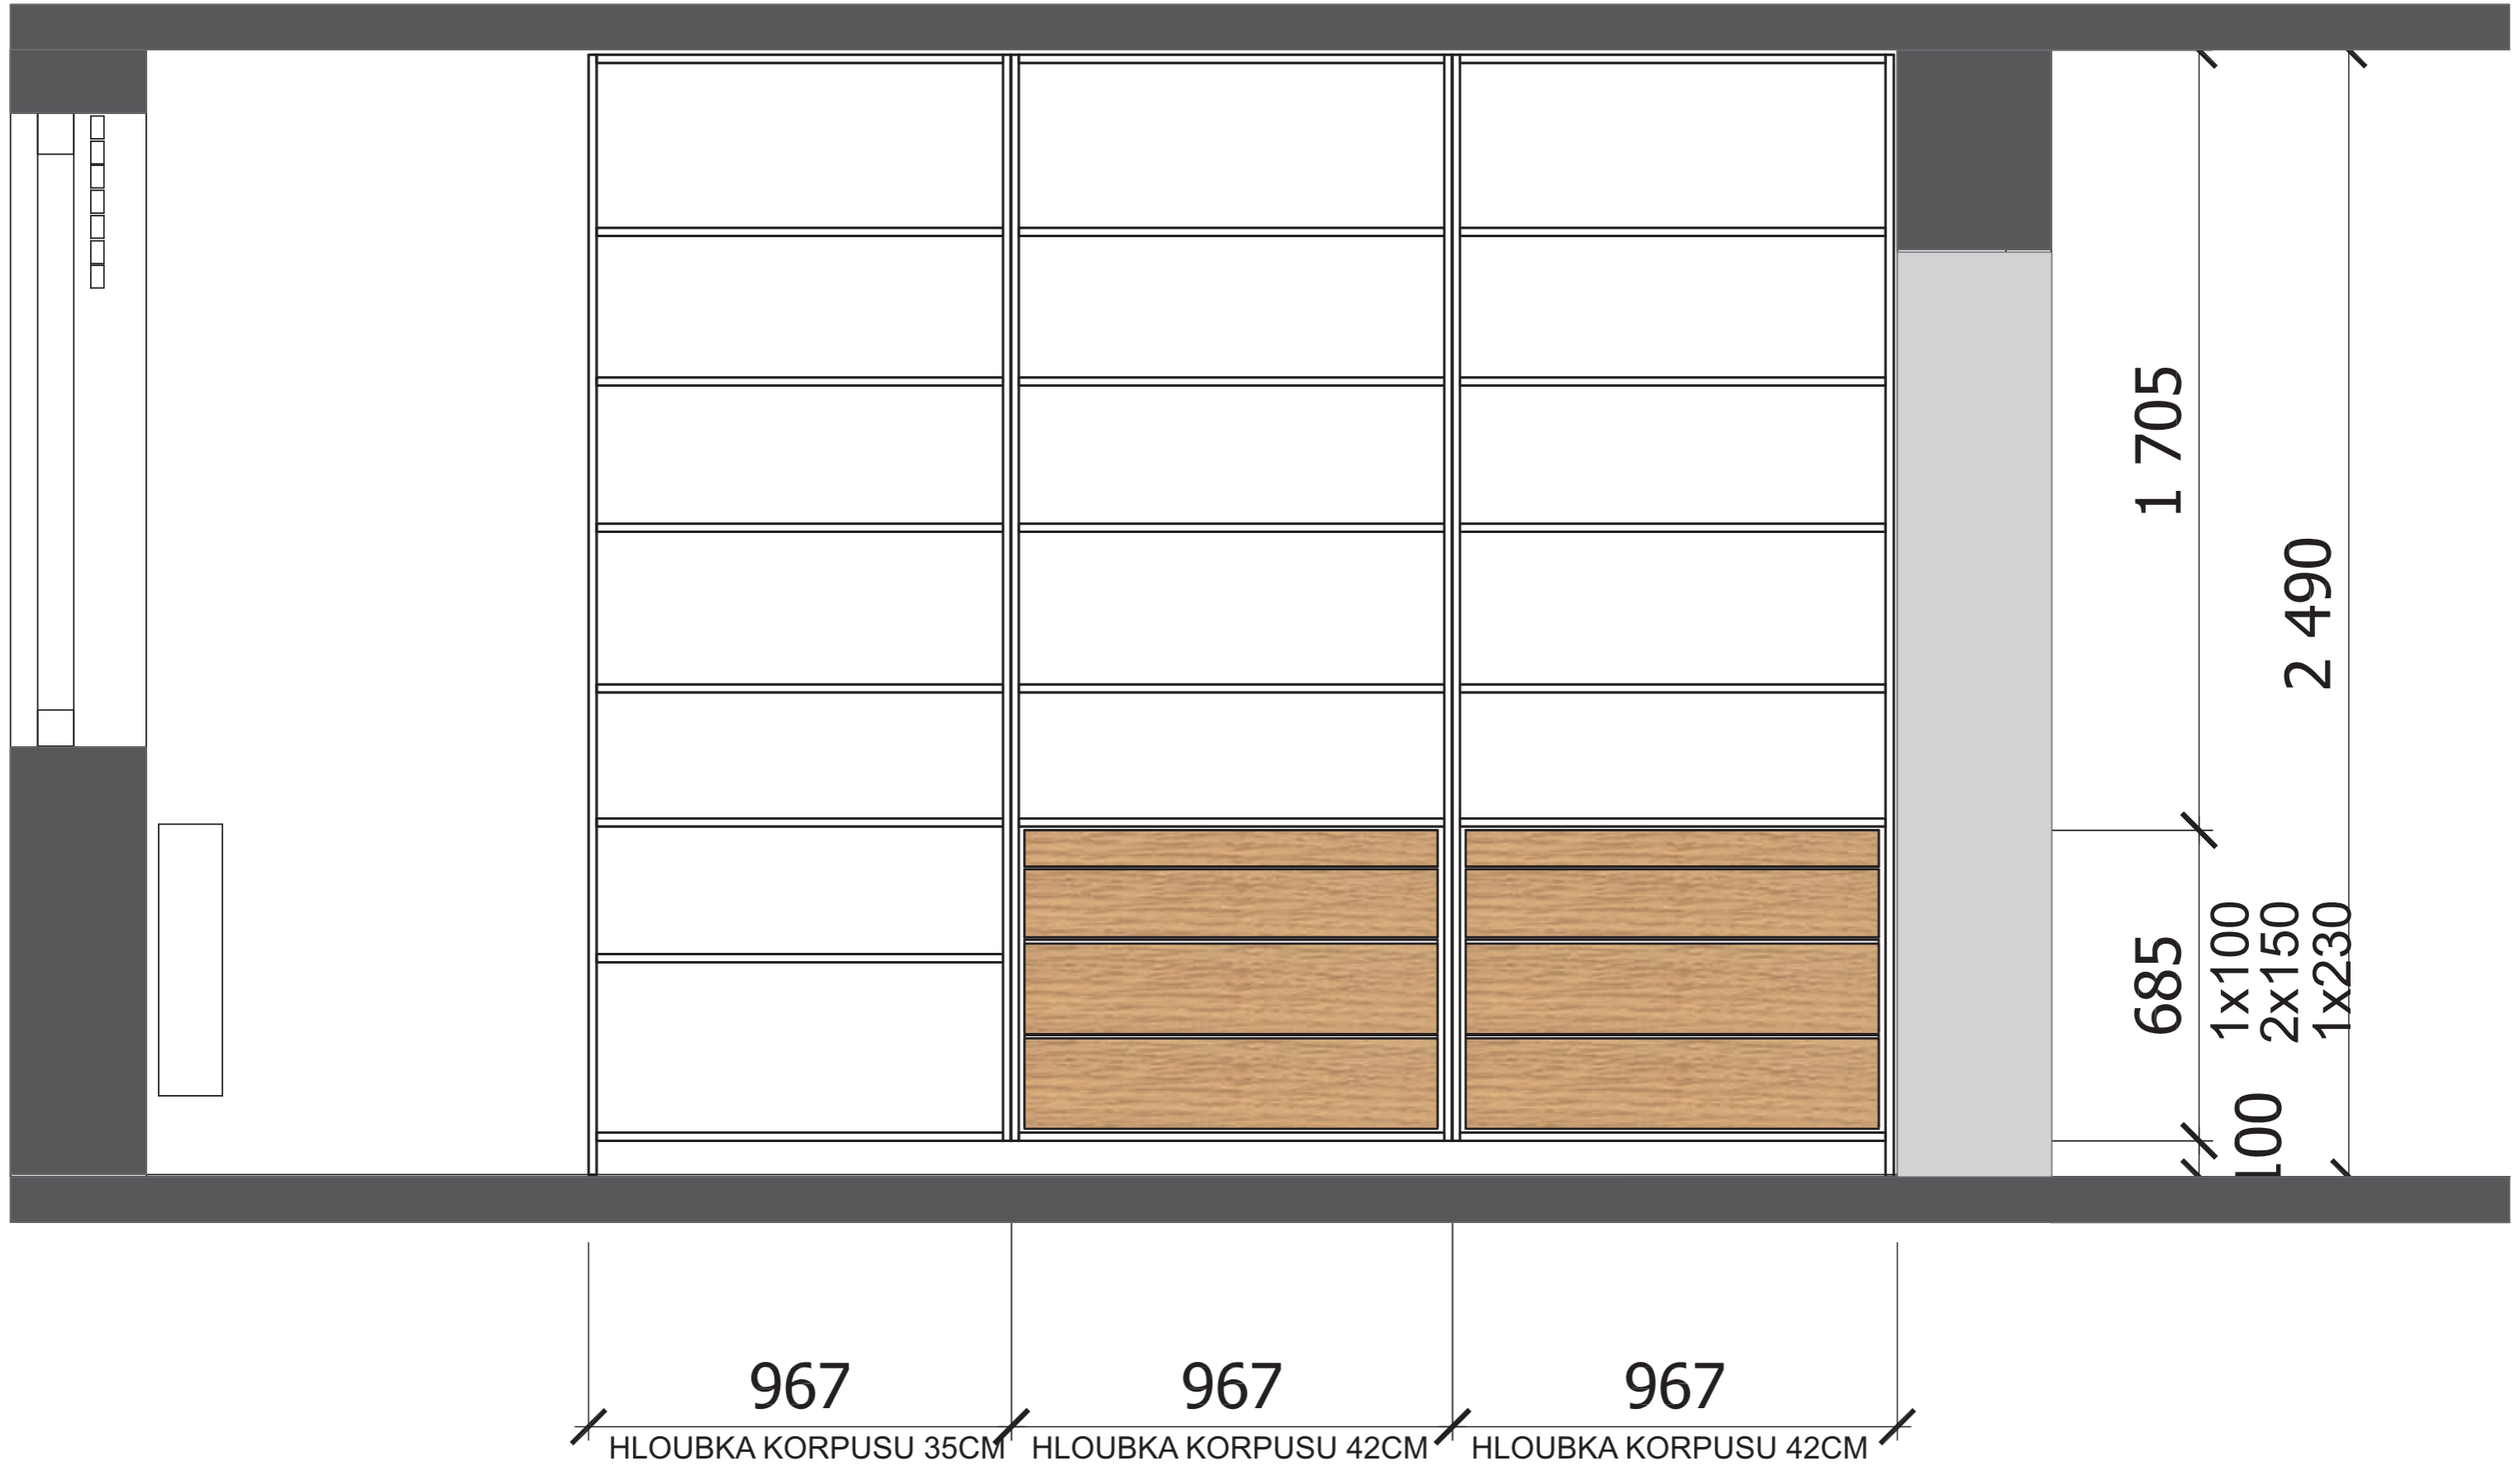 1 705
2 490
685
1x100
2x150
1x230
100
967
967
967
HLOUBKA KORPUSU 35CM
HLOUBKA KORPUSU 42CM
HLOUBKA KORPUSU 42CM